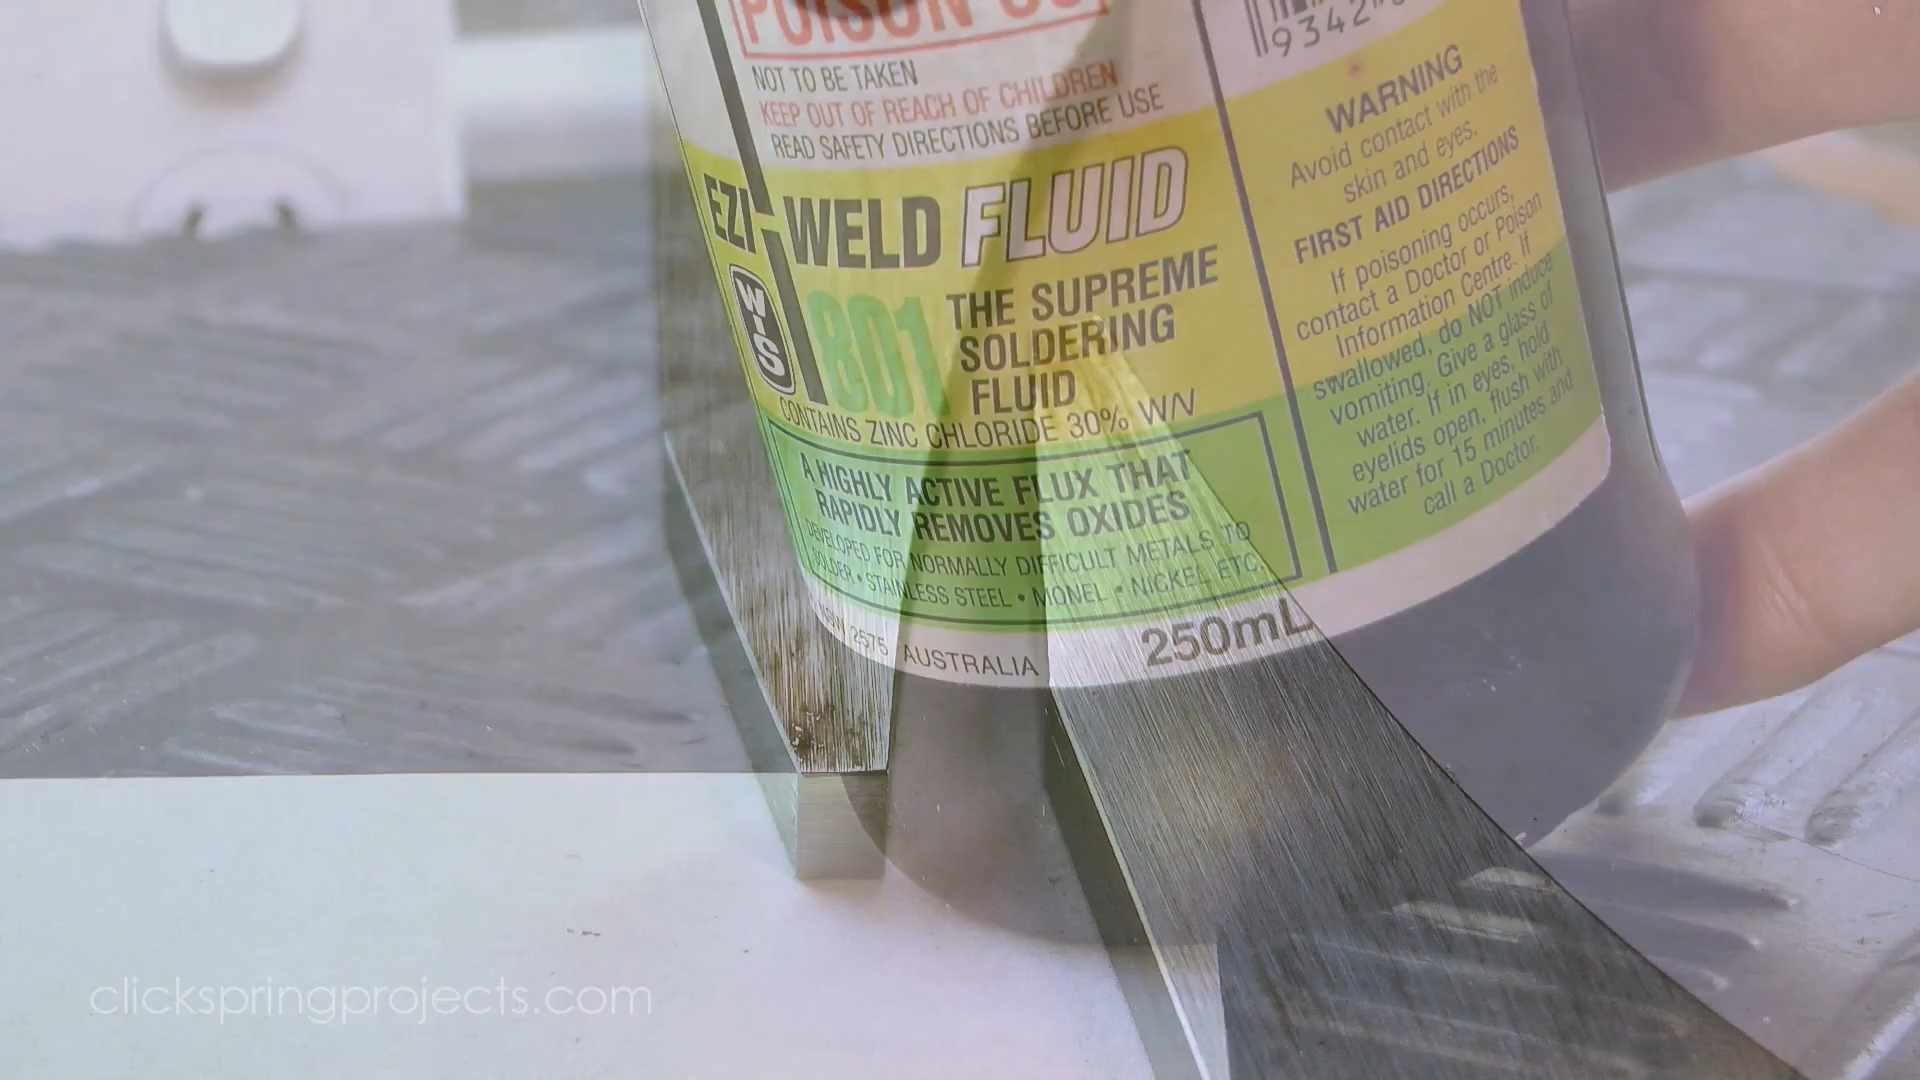 POISON
NOT TO BE TAKEN
KEEP OUT OF REACH OF CHILDREN
READ SAFETY DIRECTIONS BEFORE USE
EZI-WELD FLUID
WIS
801
THE SUPREME
SOLDERING
FLUID
CONTAINS ZINC CHLORIDE 30% W/V
A HIGHLY ACTIVE FLUX THAT
RAPIDLY REMOVES OXIDES
DEVELOPED FOR NORMALLY DIFFICULT METALS TO
SOLDER • STAINLESS STEEL • MONEL • NICKEL ETC.
NSW 2575 AUSTRALIA
250mL
9342
WARNING
Avoid contact with the
skin and eyes.
FIRST AID DIRECTIONS
If poisoning occurs,
contact a Doctor or Poison
Information Centre. If
swallowed, do NOT induce
vomiting. Give a glass of
water. If in eyes, hold
eyelids open, flush with
water for 15 minutes and
call a Doctor.
clickspringprojects.com